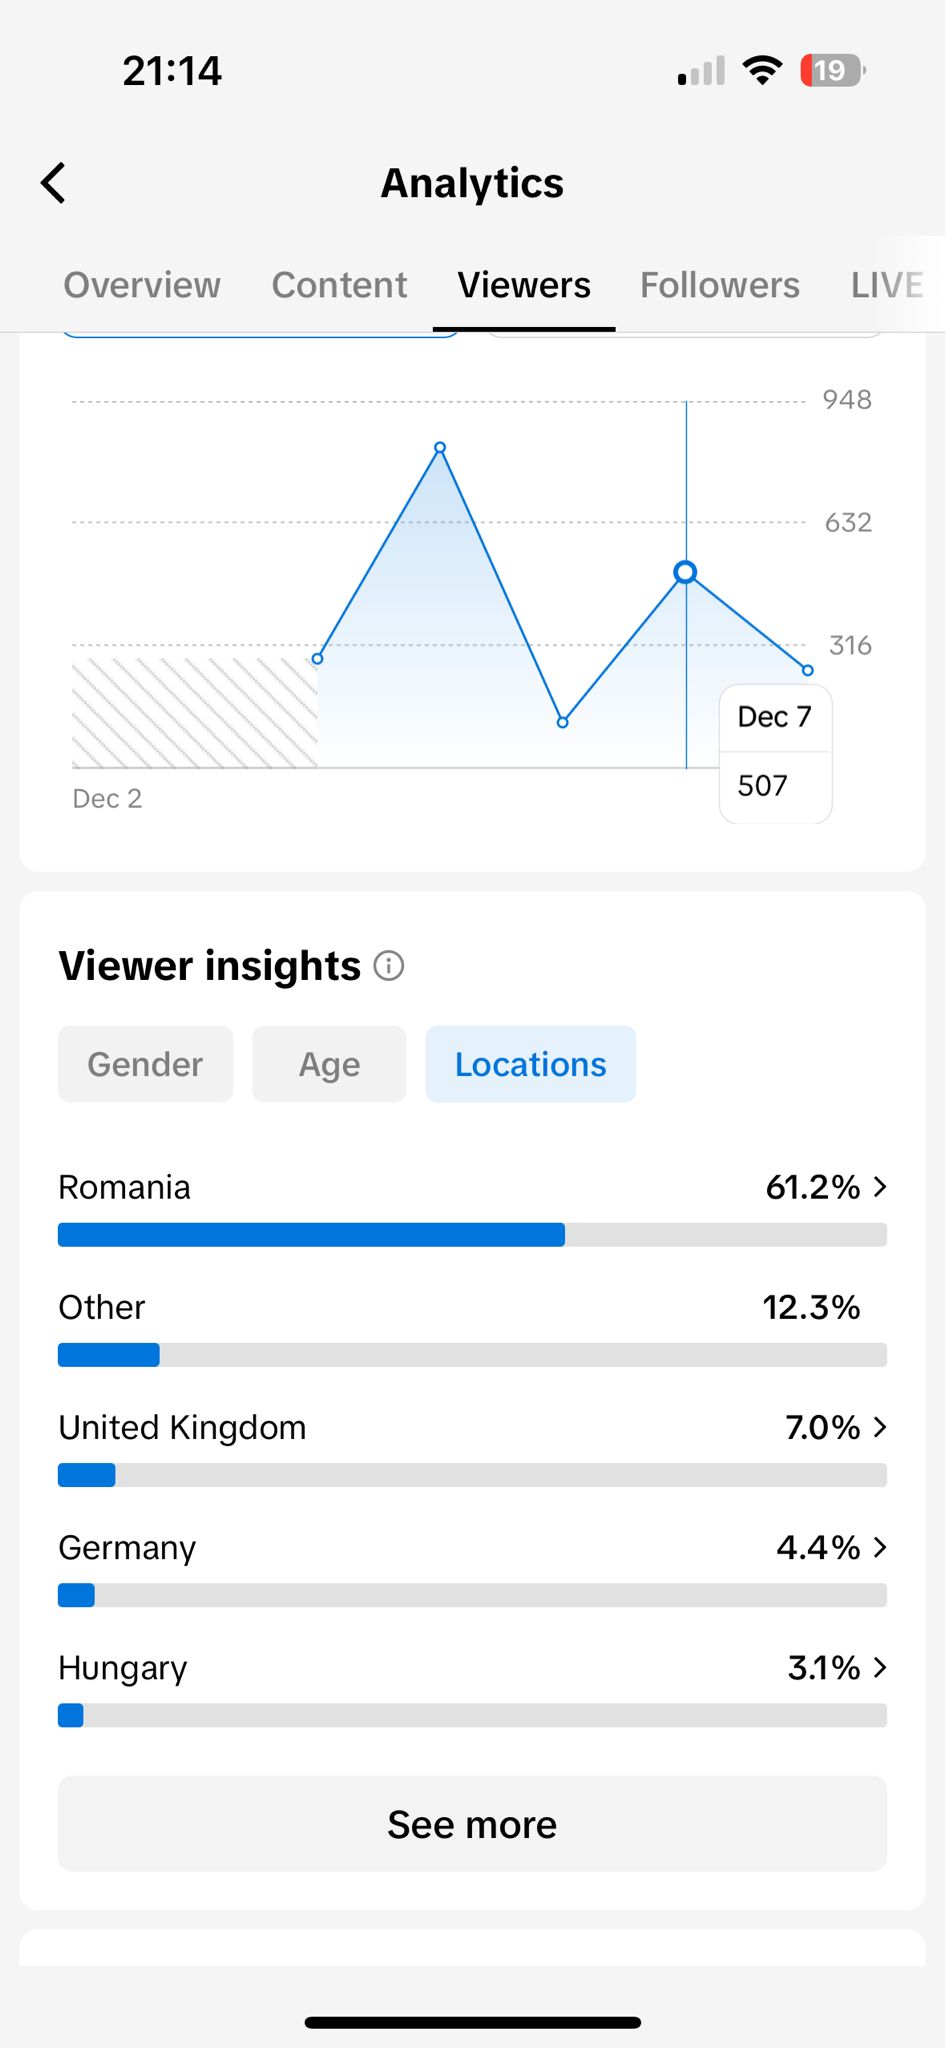 21:14
19
Analytics
Overview Content Viewers Followers LIVE
948
632
316
Dec 7
507
Dec 2
Viewer insights
Gender Age Locations
Romania 61.2%
Other 12.3%
United Kingdom 7.0%
Germany 4.4%
Hungary 3.1%
See more